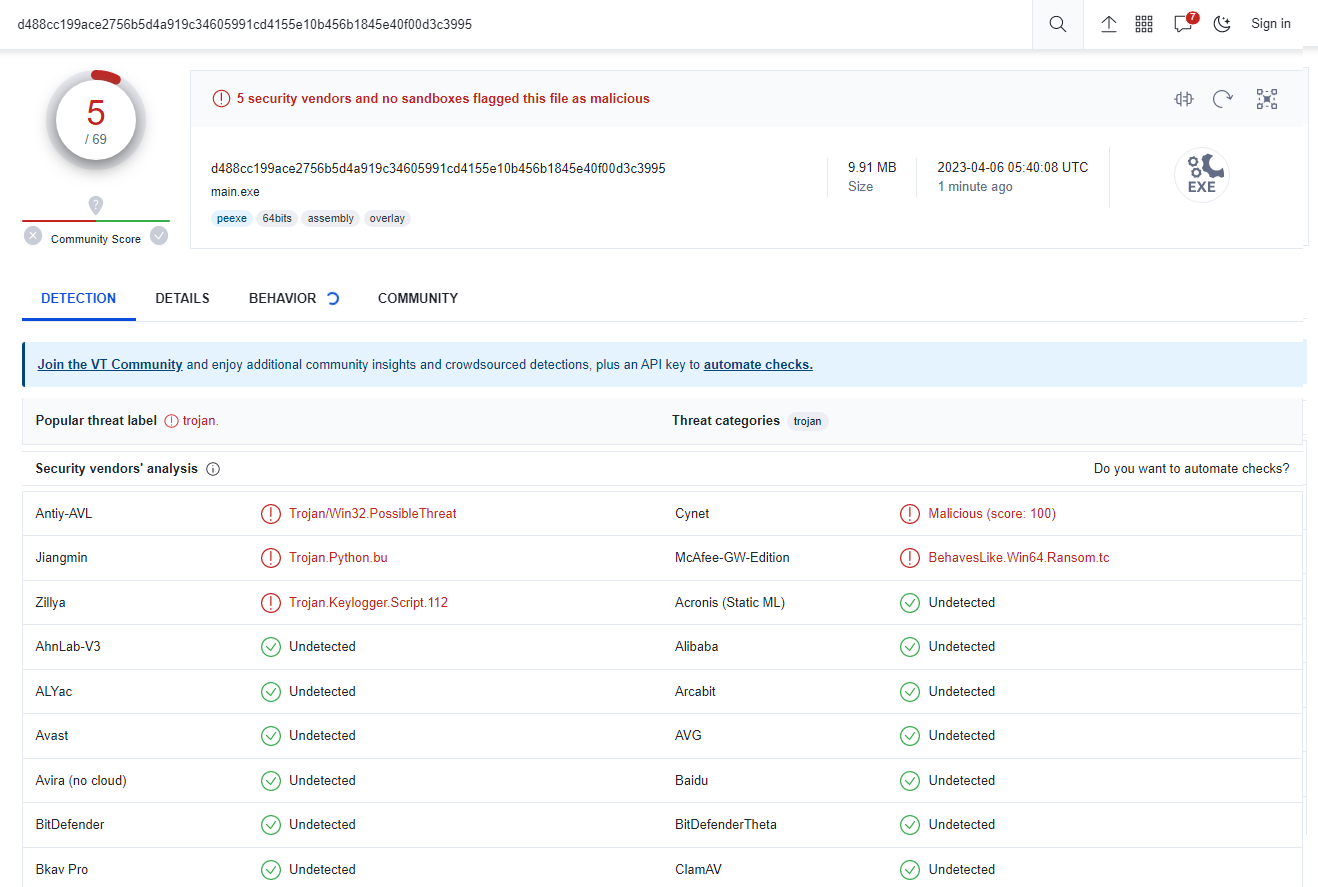 d488cc199ace2756b5d4a919c34605991cd4155e10b456b1845e40f00d3c3995
7
Sign in
5
/ 69
5 security vendors and no sandboxes flagged this file as malicious
d488cc199ace2756b5d4a919c34605991cd4155e10b456b1845e40f00d3c3995
main.exe
peexe 64bits assembly overlay
9.91 MB
Size
2023-04-06 05:40:08 UTC
1 minute ago
EXE
?
Community Score
DETECTION DETAILS BEHAVIOR COMMUNITY
Join the VT Community and enjoy additional community insights and crowdsourced detections, plus an API key to automate checks.
Popular threat label trojan. Threat categories trojan
Security vendors' analysis Do you want to automate checks?
Antiy-AVL Trojan/Win32.PossibleThreat Cynet Malicious (score: 100)
Jiangmin Trojan.Python.bu McAfee-GW-Edition BehavesLike.Win64.Ransom.tc
Zillya Trojan.Keylogger.Script.112 Acronis (Static ML) Undetected
AhnLab-V3 Undetected Alibaba Undetected
ALYac Undetected Arcabit Undetected
Avast Undetected AVG Undetected
Avira (no cloud) Undetected Baidu Undetected
BitDefender Undetected BitDefenderTheta Undetected
Bkav Pro Undetected ClamAV Undetected